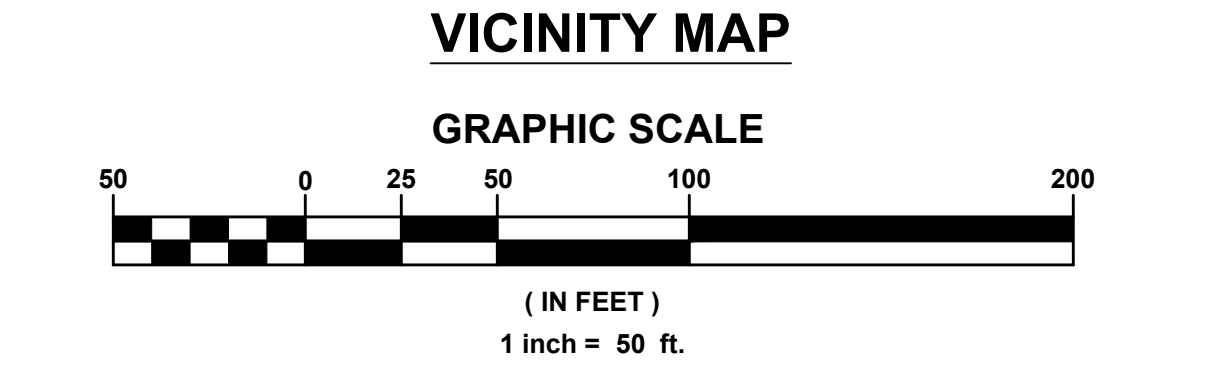 VICINITY MAP
GRAPHIC SCALE
50 0 25 50 100 200
( IN FEET )
1 inch = 50 ft.